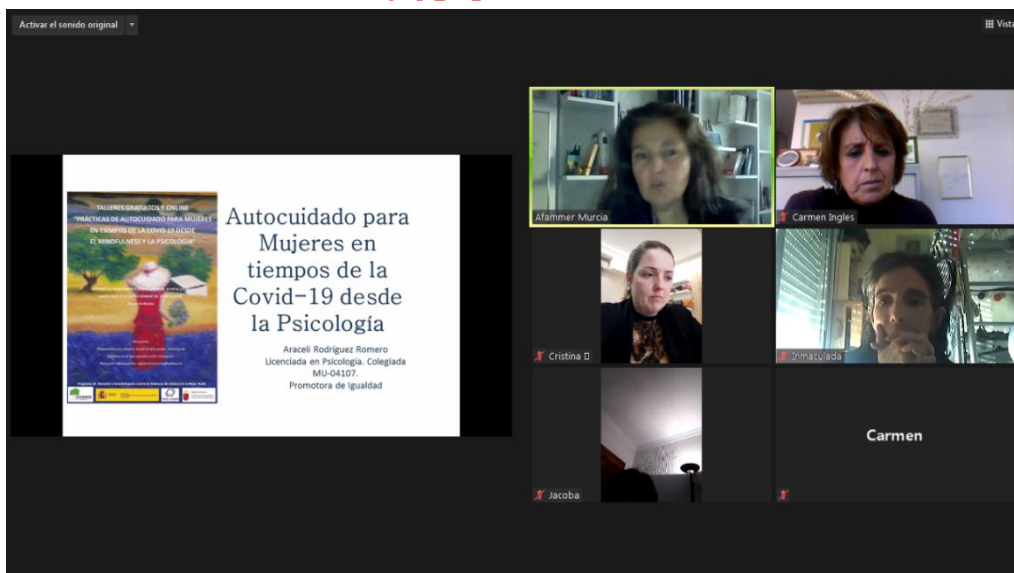 Activar el sonido original
Vista
TALLERES GRATUITOS Y ONLINE
"PRÁCTICAS DE AUTOCUIDADO PARA MUJERES
EN TIEMPOS DE LA COVID-19 DESDE
EL MINDFULNESS Y LA PSICOLOGÍA"
Autocuidado para
Mujeres en
tiempos de la
Covid-19 desde
la Psicología
Araceli Rodríguez Romero
Licenciada en Psicología. Colegiada
MU-04107.
Promotora de Igualdad
Afammer Murcia
Carmen Ingles
Cristina
Inmaculada
Jacoba
Carmen